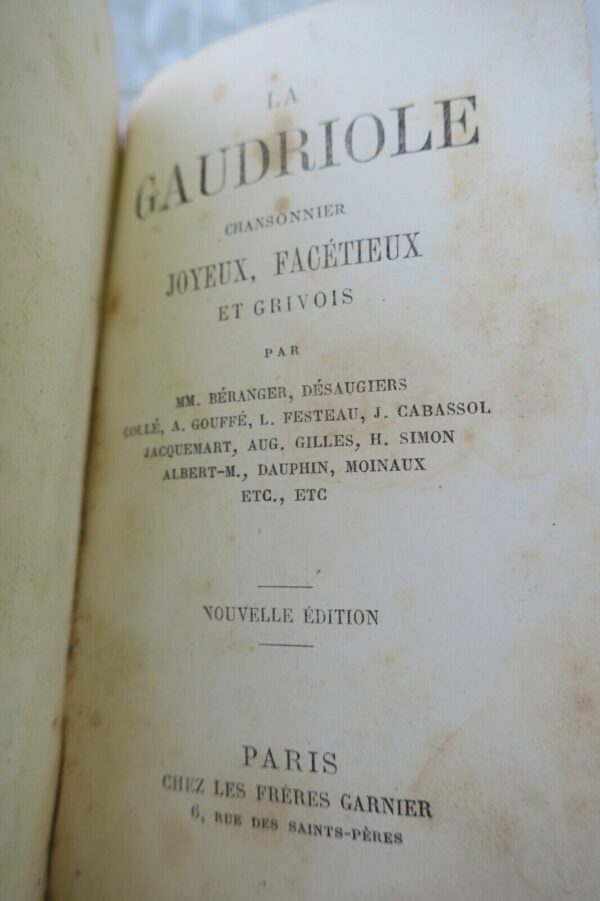 LA
GAUDRIOLE
CHANSONNIER
JOYEUX, FACÉTIEUX
ET GRIVOIS
PAR
MM. BÉRANGER, DÉSAUGIERS
COLLÉ, A. GOUFFÉ, L. FESTEAU, J. CABASSOL
JACQUEMART, AUG. GILLES, H. SIMON
ALBERT-M., DAUPHIN, MOINAUX
ETC., ETC
NOUVELLE ÉDITION
PARIS
CHEZ LES FRÈRES GARNIER
6, RUE DES SAINTS-PÈRES